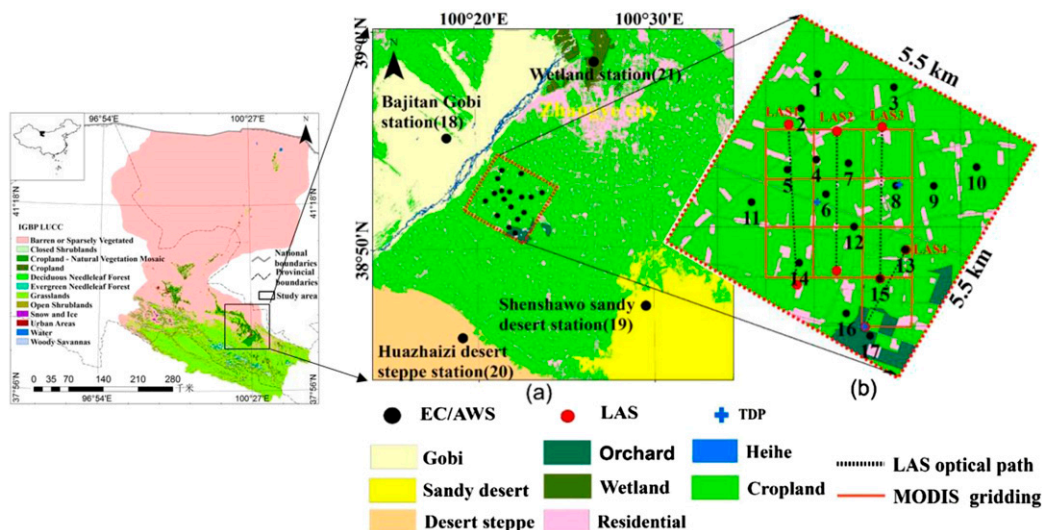 96°54'E
100°27'E
N
41°18'N
37°56'N
41°18'N
37°56'N
96°54'E
100°27'E
IGBP LUCC
Barren or Sparsely Vegetated
Closed Shrublands
Cropland - Natural Vegetation Mosaic
Cropland
Deciduous Needleleaf Forest
Evergreen Needleleaf Forest
Grasslands
Open Shrublands
Snow and Ice
Urban Areas
Water
Woody Savannas
National boundaries
Provincial boundaries
Study area
0 35 70 140 210 280 千米
100°20'E
100°30'E
39°0'N
38°50'N
N
Wetland station(21)
Zhangye city
Bajitan Gobi
station(18)
Shenshawo sandy
desert station(19)
Huazhaizi desert
steppe station(20)
(a)
5.5 km
5.5 km
1
3
2
LAS1
LAS2
LAS3
4
7
5
10
6
8
9
11
12
13
LAS4
14
15
16
17
(b)
EC/AWS
LAS
TDP
Gobi
Orchard
Heihe
LAS optical path
Sandy desert
Wetland
Cropland
MODIS gridding
Desert steppe
Residential